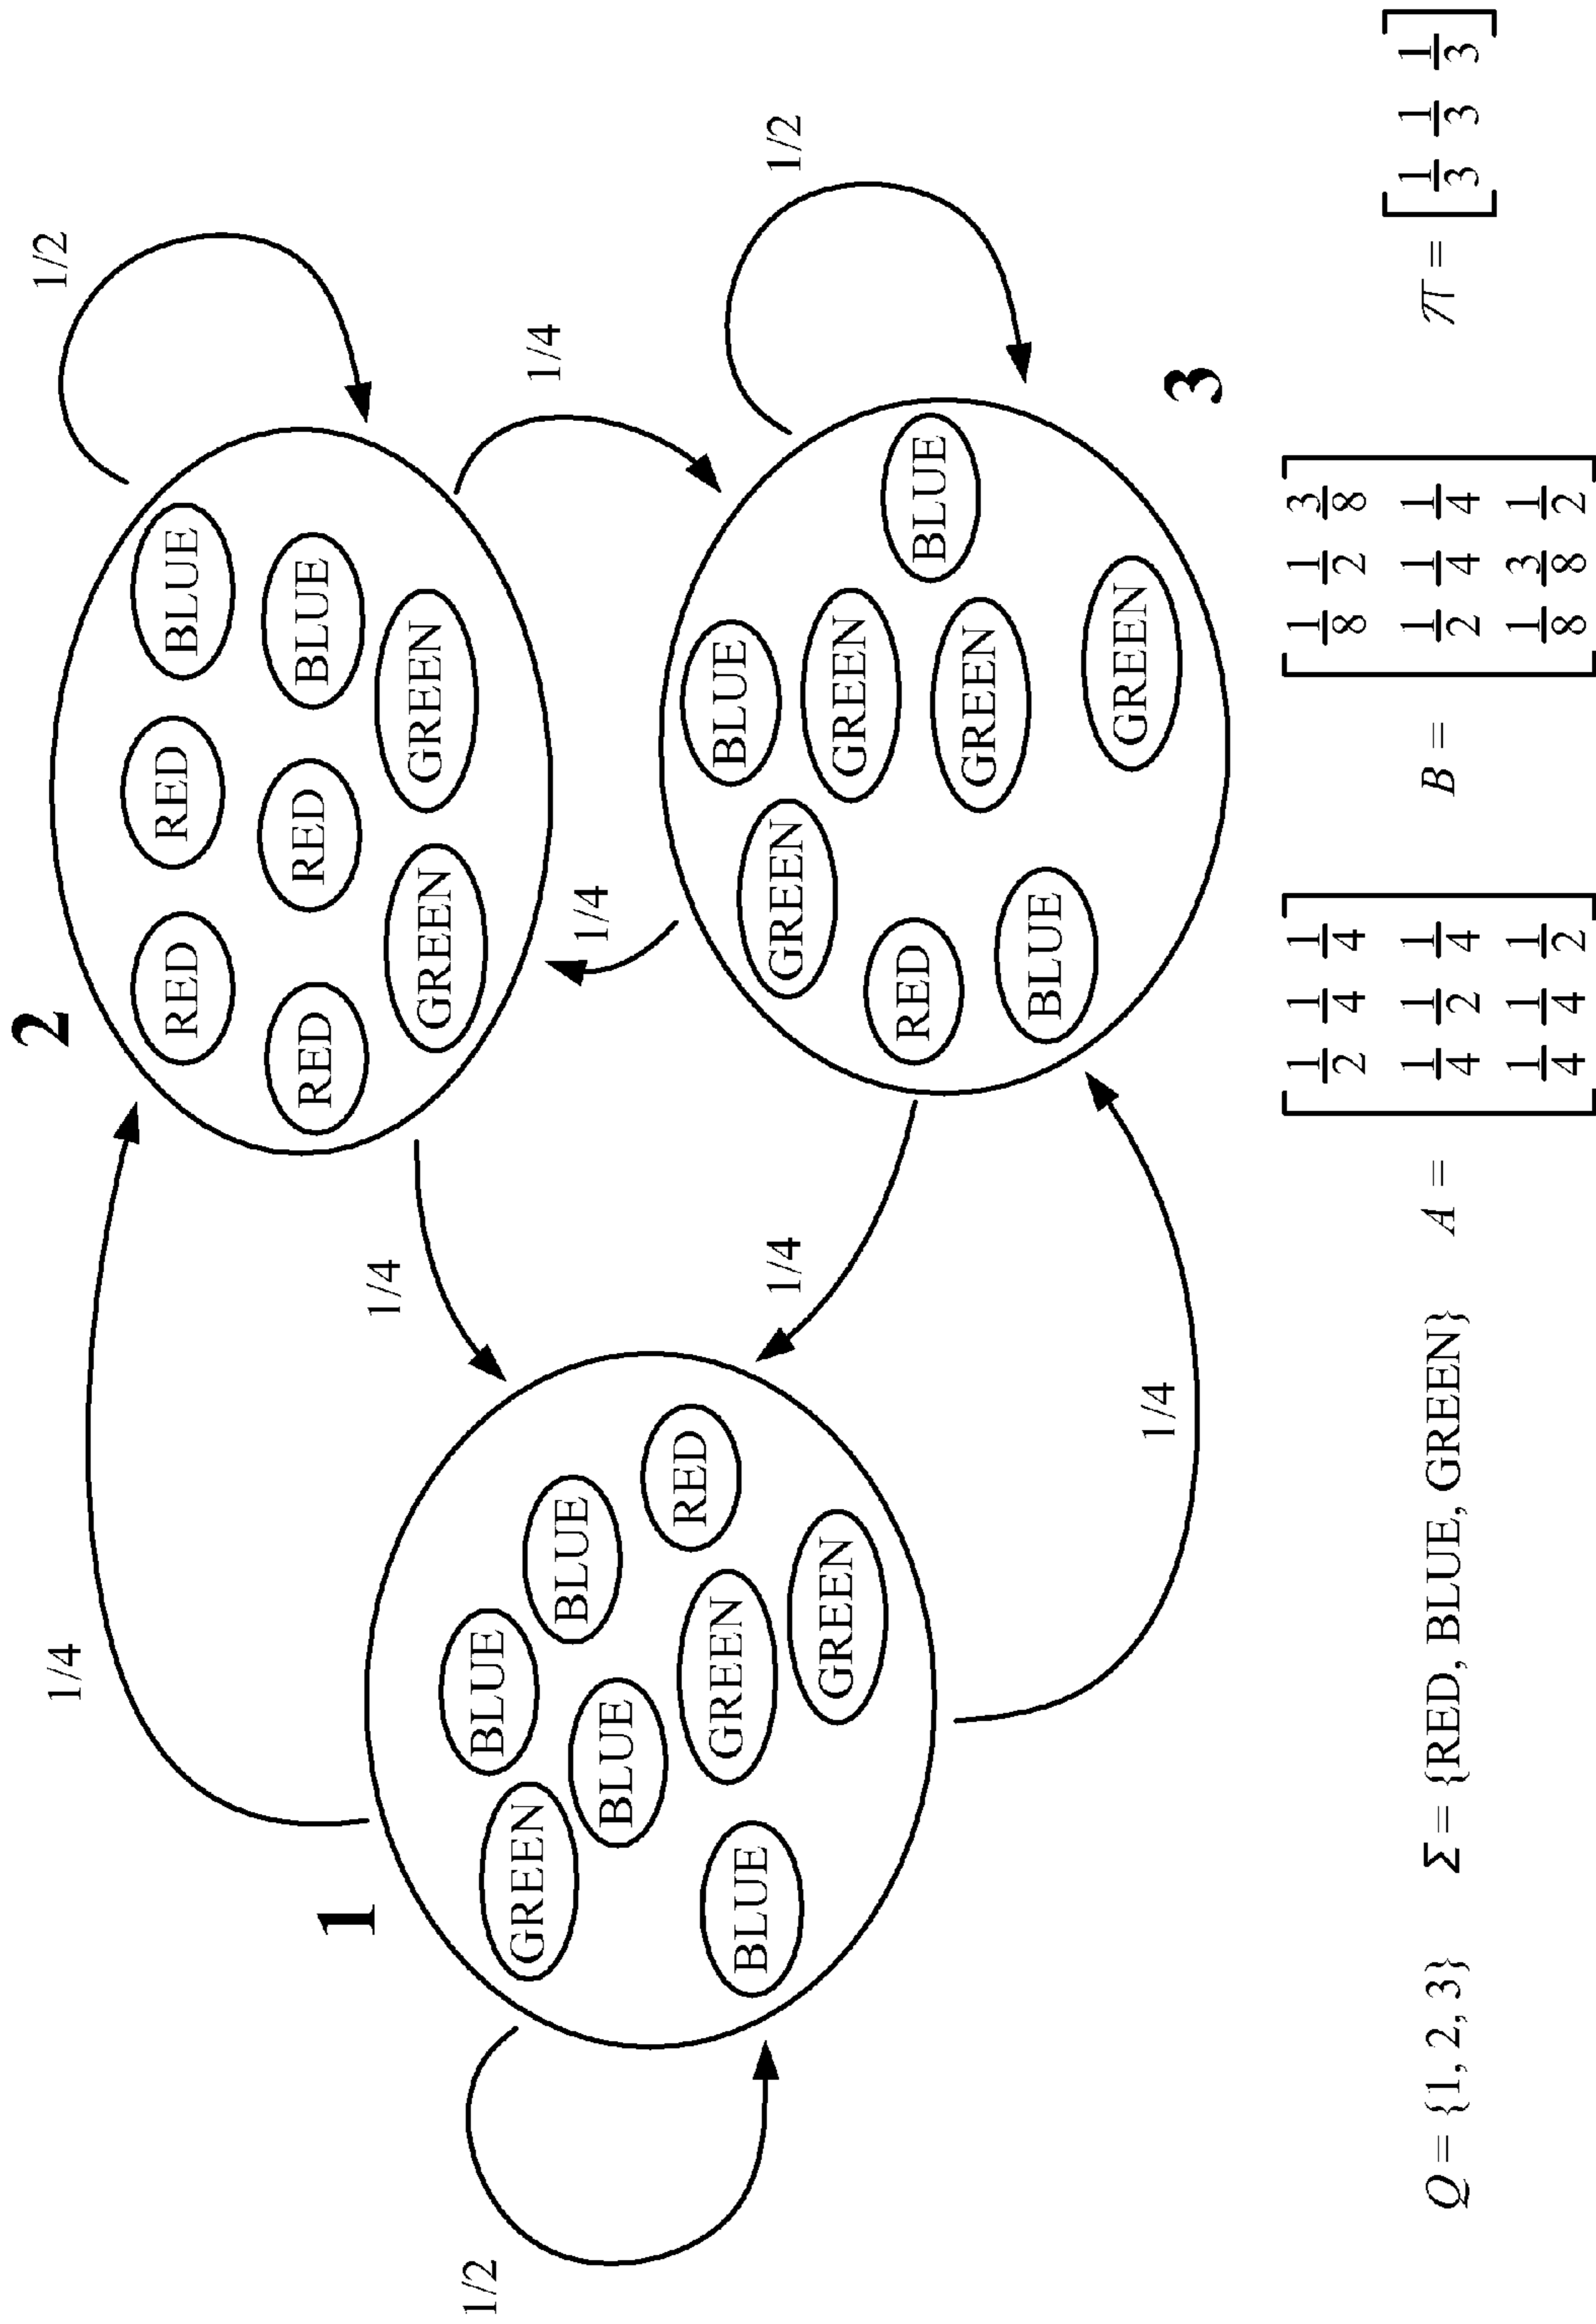 2
1/4
1/2
RED
RED
BLUE
RED
RED
BLUE
GREEN
GREEN
1
1/4
1/4
1/2
GREEN
BLUE
BLUE
BLUE
RED
GREEN
BLUE
GREEN
1/4
1/4
1/2
GREEN
BLUE
GREEN
RED
BLUE
GREEN
BLUE
GREEN
1/4
3
Q = {1, 2, 3} Σ = {RED, BLUE, GREEN} A = [1/2 1/4 1/4 B = [1/8 1/2 3/8 π = [1/3 1/3 1/3]
1/4 1/2 1/4 1/2 1/4 1/4
1/4 1/4 1/2] 1/8 3/8 1/2]